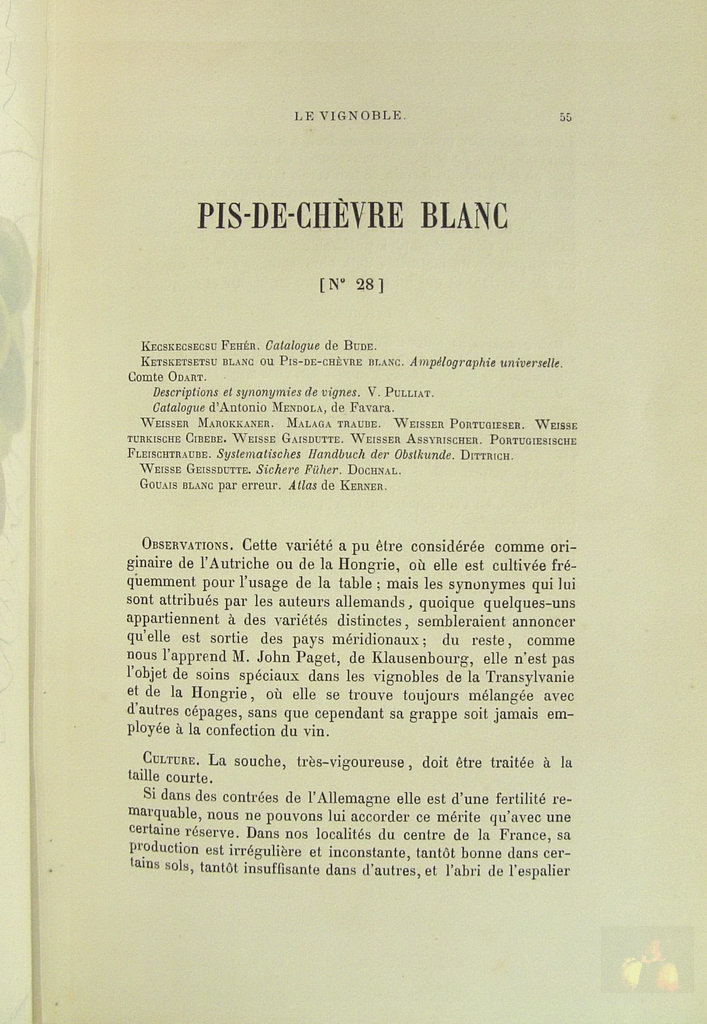 LE VIGNOBLE. 55
PIS-DE-CHÈVRE BLANC
[N° 28]
KECSKECSECSU FEHÉR. Catalogue de BUDE.
KETSKETSETSU BLANC OU PIS-DE-CHÈVRE BLANC. Ampélographie universelle.
Comte ODART.
Descriptions et synonymies de vignes. V. PULLIAT.
Catalogue d'Antonio MENDOLA, de Favara.
WEISSER MAROKKANER. MALAGA TRAUBE. WEISSER PORTUGIESER. WEISSE
TURKISCHE CIBEBE. WEISSE GAISDUTTE. WEISSER ASSYRISCHER. PORTUGIESISCHE
FLEISCHTRAUBE. Systematisches Handbuch der Obstkunde. DITTRICH.
WEISSE GEISSDUTTE. Sichere Füher. DOCHNAL.
GOUAIS BLANC par erreur. Atlas de KERNER.
OBSERVATIONS. Cette variété a pu être considérée comme ori-
ginaire de l'Autriche ou de la Hongrie, où elle est cultivée fré-
quemment pour l'usage de la table ; mais les synonymes qui lui
sont attribués par les auteurs allemands, quoique quelques-uns
appartiennent à des variétés distinctes, sembleraient annoncer
qu'elle est sortie des pays méridionaux ; du reste, comme
nous l'apprend M. John Paget, de Klausenbourg, elle n'est pas
l'objet de soins spéciaux dans les vignobles de la Transylvanie
et de la Hongrie, où elle se trouve toujours mélangée avec
d'autres cépages, sans que cependant sa grappe soit jamais em-
ployée à la confection du vin.
CULTURE. La souche, très-vigoureuse, doit être traitée à la
taille courte.
Si dans des contrées de l'Allemagne elle est d'une fertilité re-
marquable, nous ne pouvons lui accorder ce mérite qu'avec une
certaine réserve. Dans nos localités du centre de la France, sa
production est irrégulière et inconstante, tantôt bonne dans cer-
tains sols, tantôt insuffisante dans d'autres, et l'abri de l'espalier